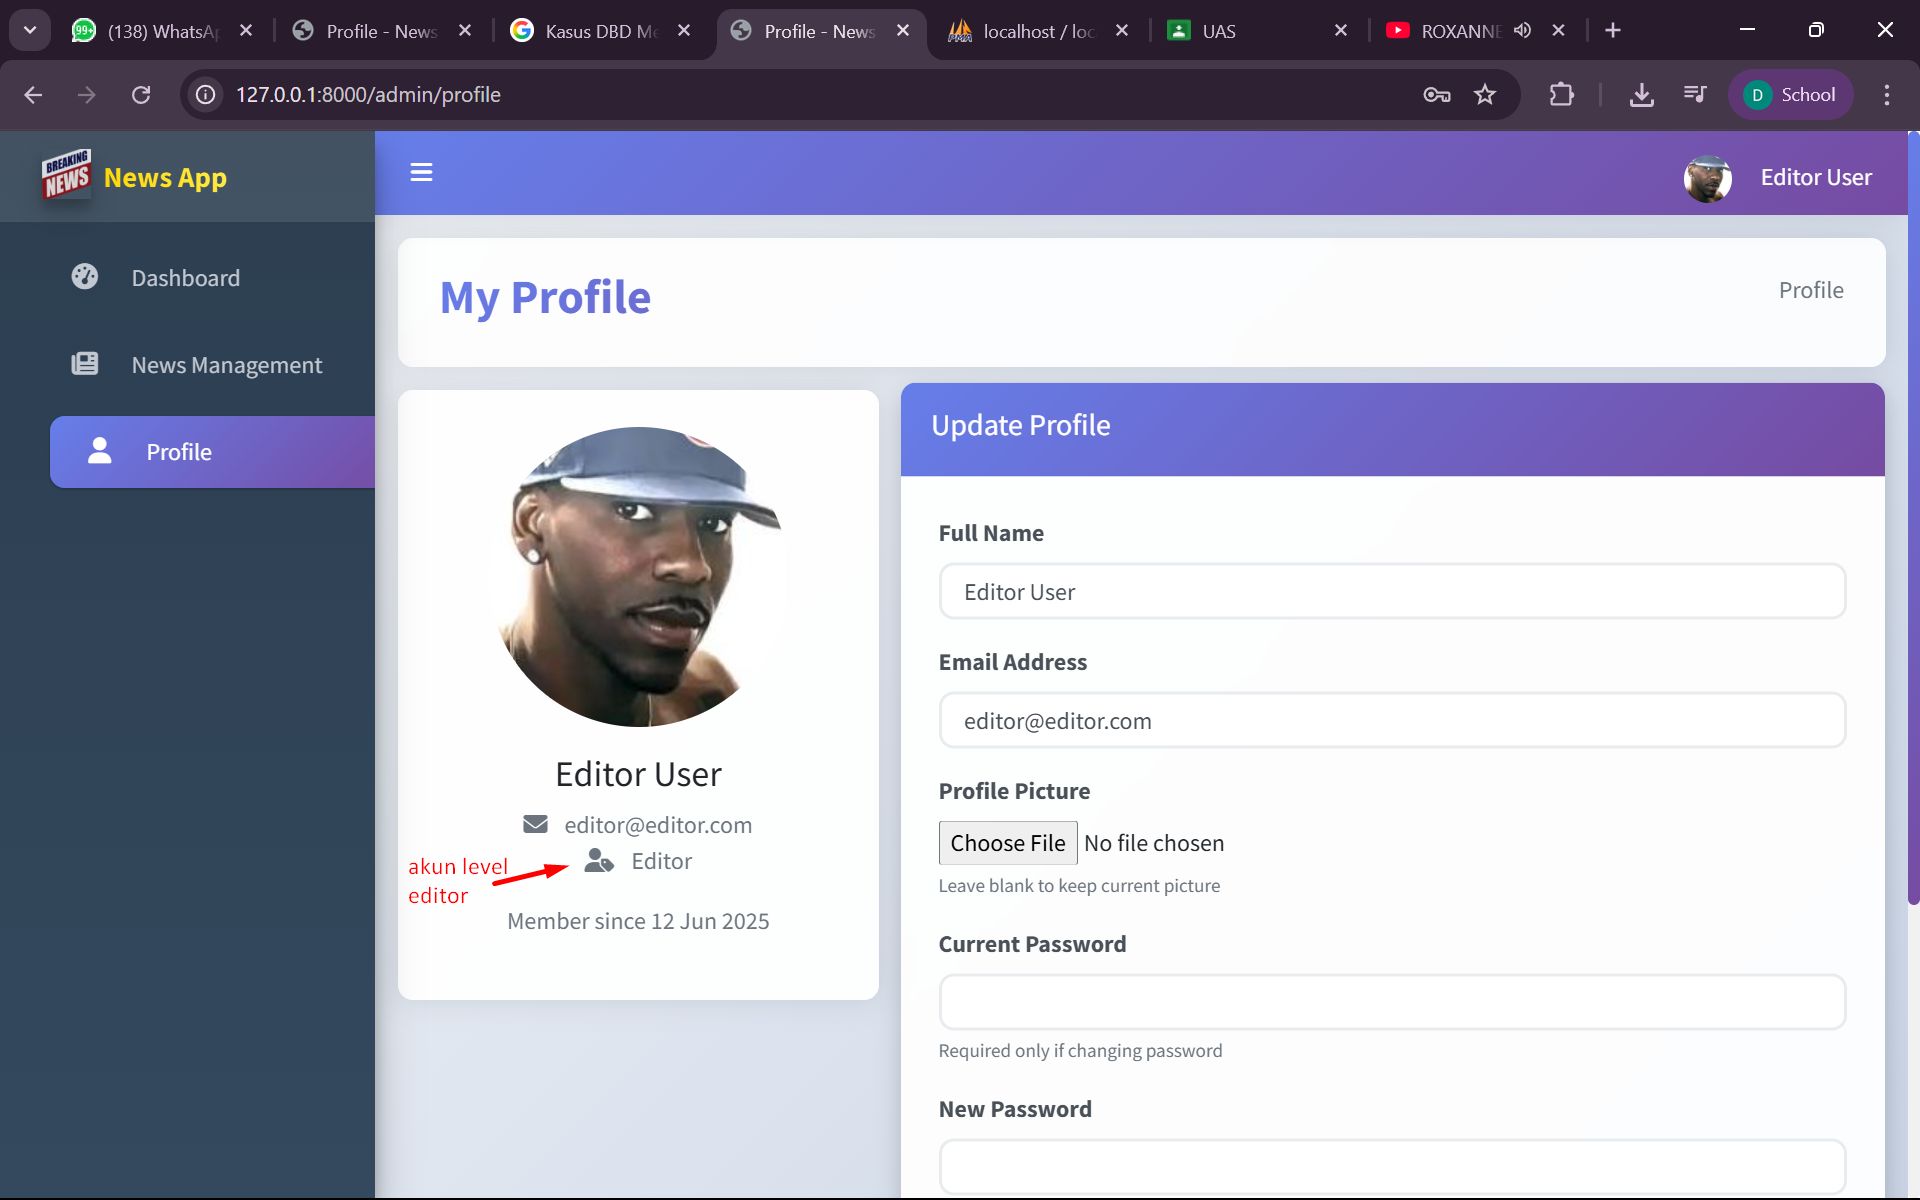 99+ (138) WhatsAp
Profile - News
Kasus DBD Me
Profile - News
localhost / loc
UAS
ROXANNE
127.0.0.1:8000/admin/profile
D School
BREAKING
NEWS
News App
Editor User
Dashboard
News Management
Profile
My Profile
Profile
Editor User
editor@editor.com
akun level
editor
Editor
Member since 12 Jun 2025
Update Profile
Full Name
Editor User
Email Address
editor@editor.com
Profile Picture
Choose File No file chosen
Leave blank to keep current picture
Current Password
Required only if changing password
New Password